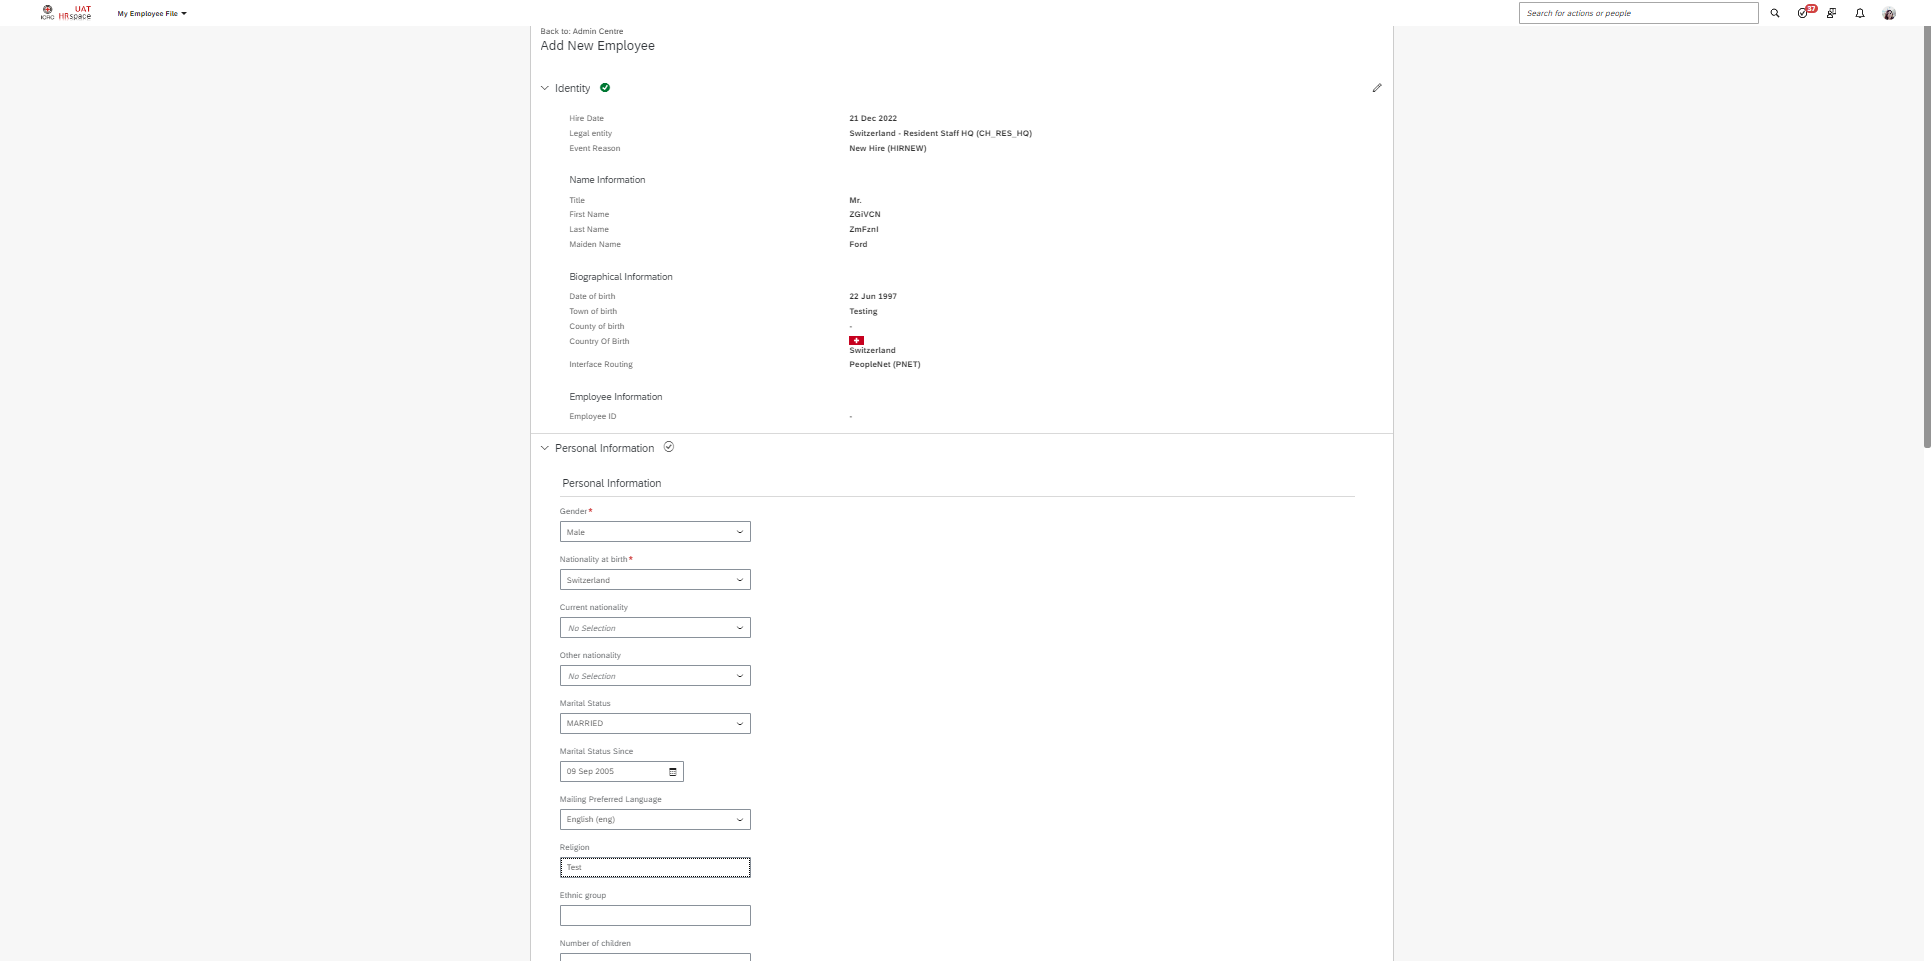 ICRC UAT HRspace
My Employee File
Search for actions or people
37
Back to: Admin Centre
Add New Employee
Identity
Hire Date 21 Dec 2022
Legal entity Switzerland - Resident Staff HQ (CH_RES_HQ)
Event Reason New Hire (HIRNEW)
Name Information
Title Mr.
First Name ZGiVCN
Last Name ZmFznI
Maiden Name Ford
Biographical Information
Date of birth 22 Jun 1997
Town of birth Testing
County of birth -
Country Of Birth
Switzerland
Interface Routing PeopleNet (PNET)
Employee Information
Employee ID -
Personal Information
Personal Information
Gender*
Male
Nationality at birth*
Switzerland
Current nationality
No Selection
Other nationality
No Selection
Marital Status
MARRIED
Marital Status Since
09 Sep 2005
Mailing Preferred Language
English (eng)
Religion
Test
Ethnic group
Number of children